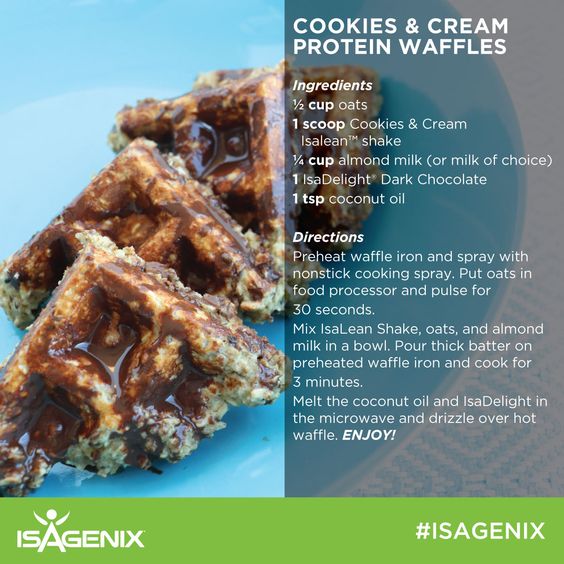 COOKIES & CREAM
PROTEIN WAFFLES
Ingredients
½ cup oats
1 scoop Cookies & Cream
Isalean™ shake
¼ cup almond milk (or milk of choice)
1 IsaDelight® Dark Chocolate
1 tsp coconut oil
Directions
Preheat waffle iron and spray with
nonstick cooking spray. Put oats in
food processor and pulse for
30 seconds.
Mix IsaLean Shake, oats, and almond
milk in a bowl. Pour thick batter on
preheated waffle iron and cook for
3 minutes.
Melt the coconut oil and IsaDelight in
the microwave and drizzle over hot
waffle. ENJOY!
ISAGENIX
#ISAGENIX